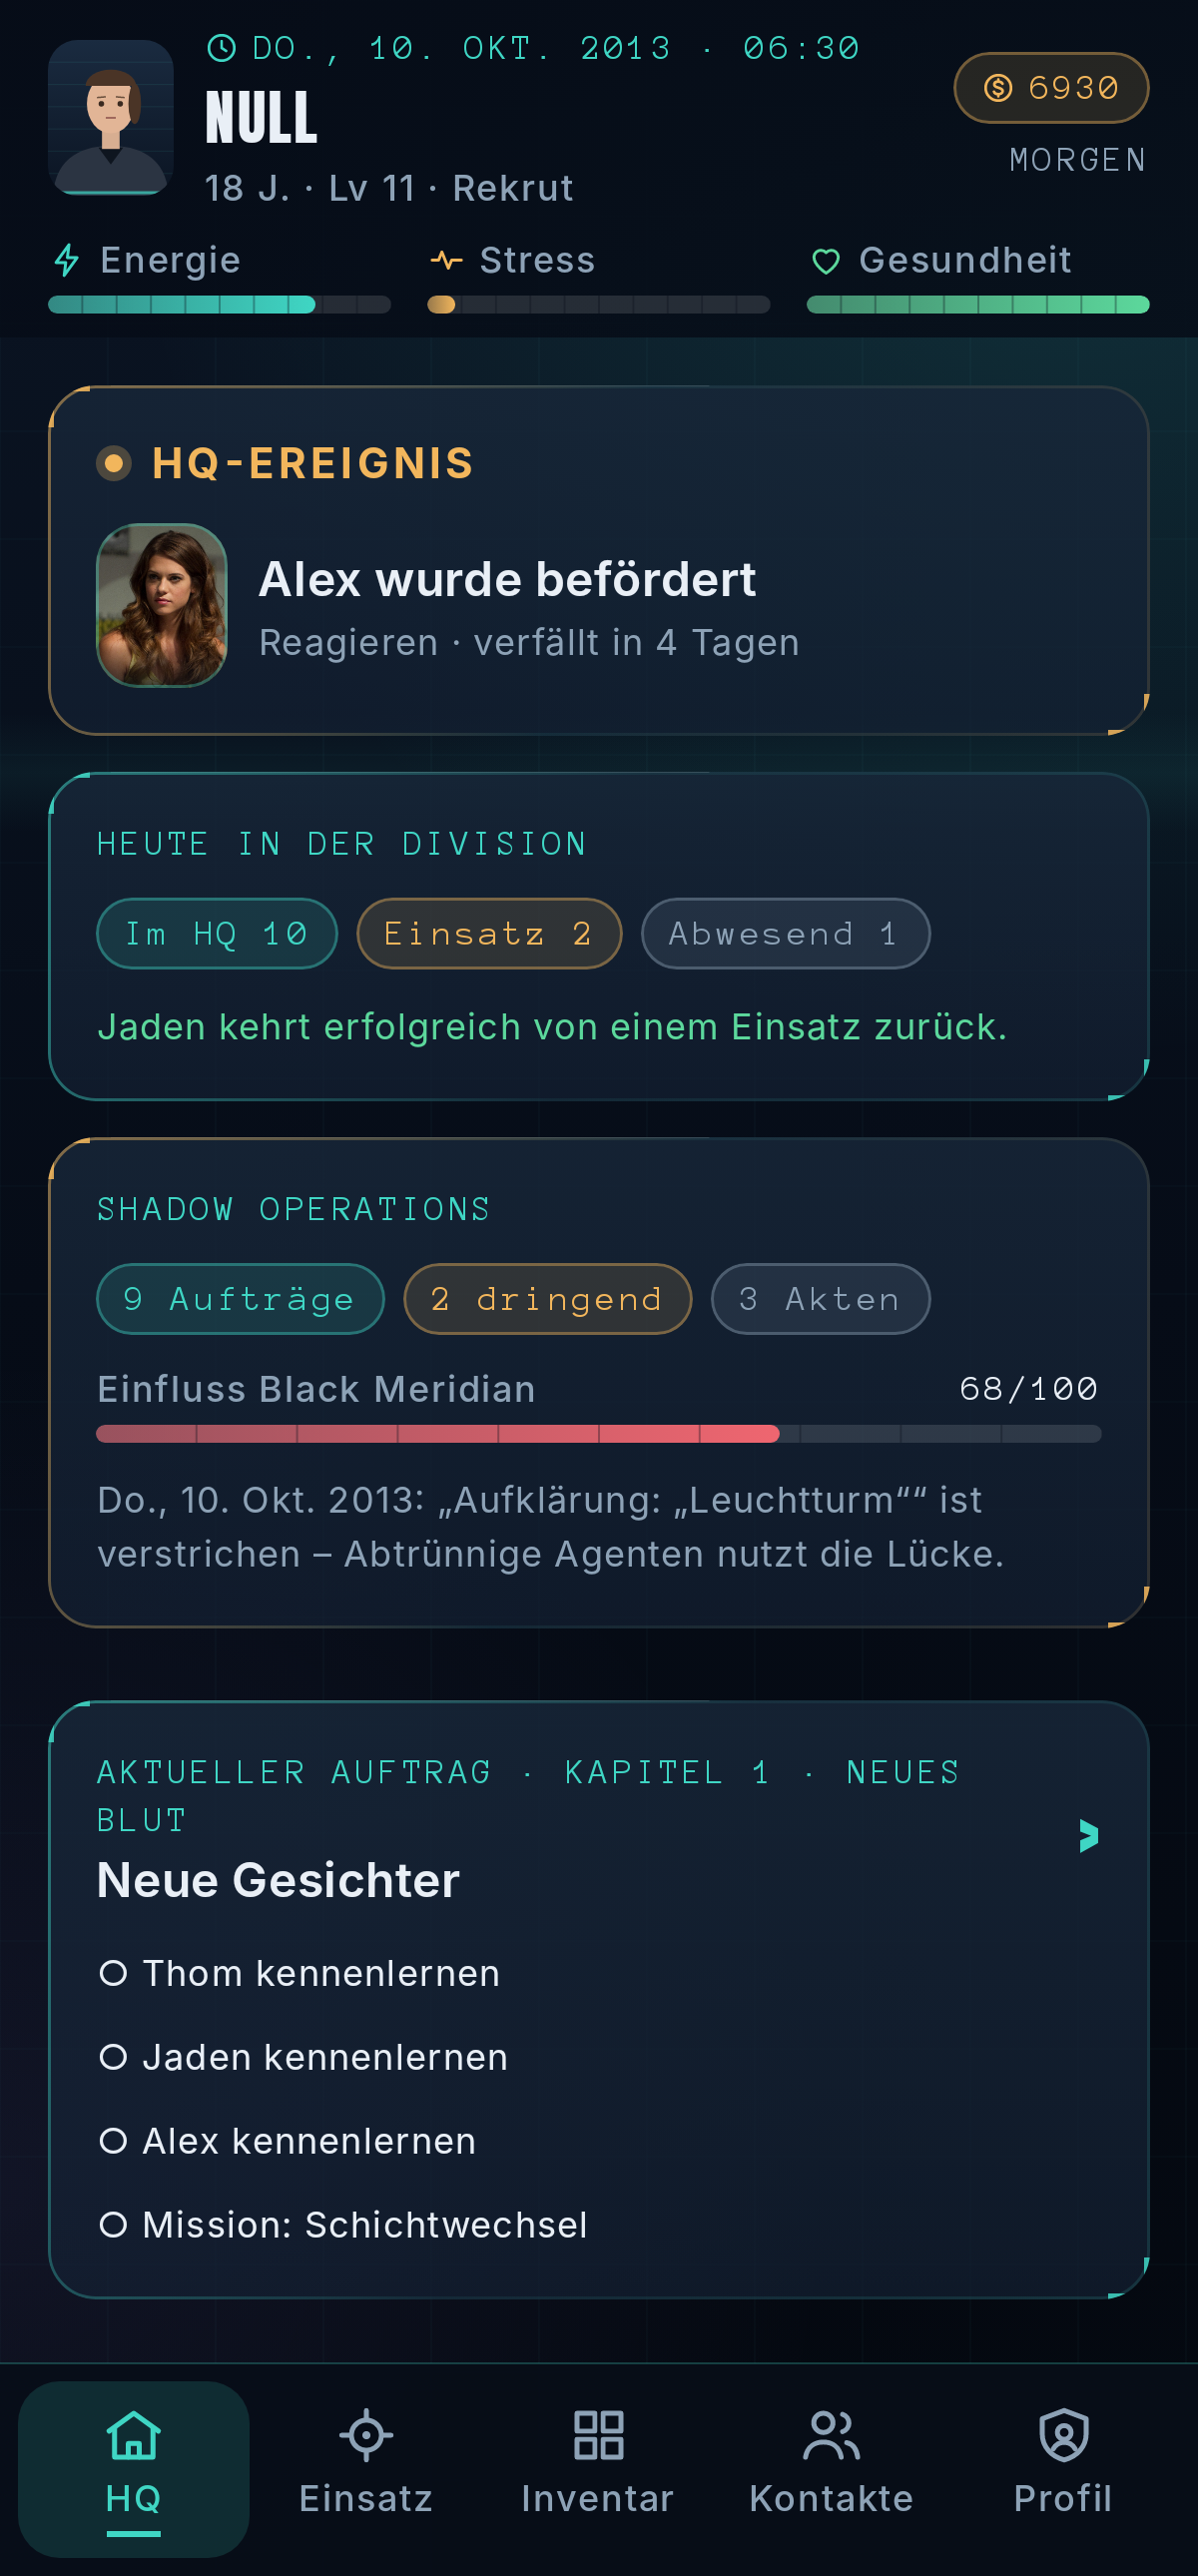 DO., 10. OKT. 2013 · 06:30
NULL
18 J. · Lv 11 · Rekrut
6930
MORGEN
Energie
Stress
Gesundheit
HQ-EREIGNIS
Alex wurde befördert
Reagieren · verfällt in 4 Tagen
HEUTE IN DER DIVISION
Im HQ 10
Einsatz 2
Abwesend 1
Jaden kehrt erfolgreich von einem Einsatz zurück.
SHADOW OPERATIONS
9 Aufträge
2 dringend
3 Akten
Einfluss Black Meridian
68/100
Do., 10. Okt. 2013: „Aufklärung: „Leuchtturm““ ist
verstrichen – Abtrünnige Agenten nutzt die Lücke.
AKTUELLER AUFTRAG · KAPITEL 1 · NEUES
BLUT
Neue Gesichter
Thom kennenlernen
Jaden kennenlernen
Alex kennenlernen
Mission: Schichtwechsel
HQ
Einsatz
Inventar
Kontakte
Profil